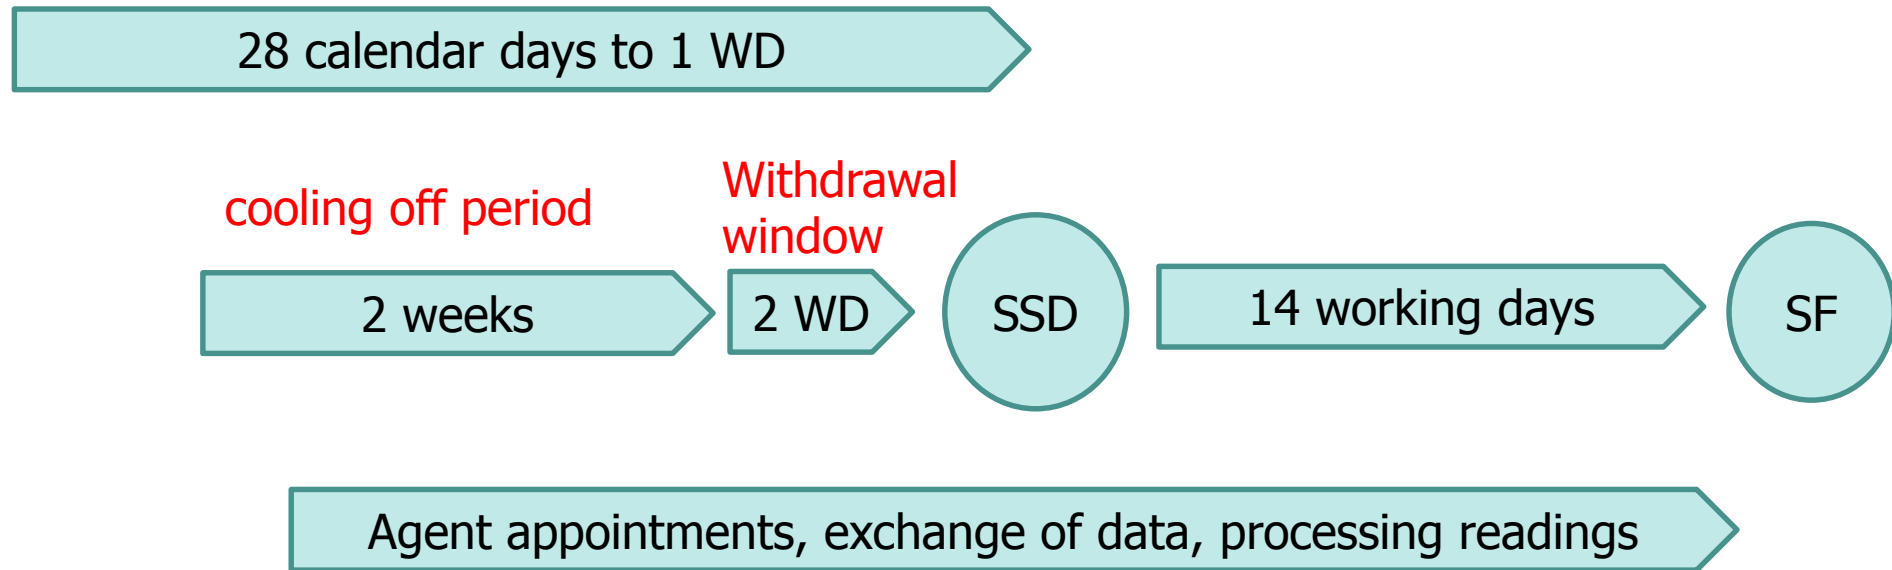 28 calendar days to 1 WD
cooling off period
Withdrawal
window
2 weeks
2 WD
SSD
14 working days
SF
Agent appointments, exchange of data, processing readings